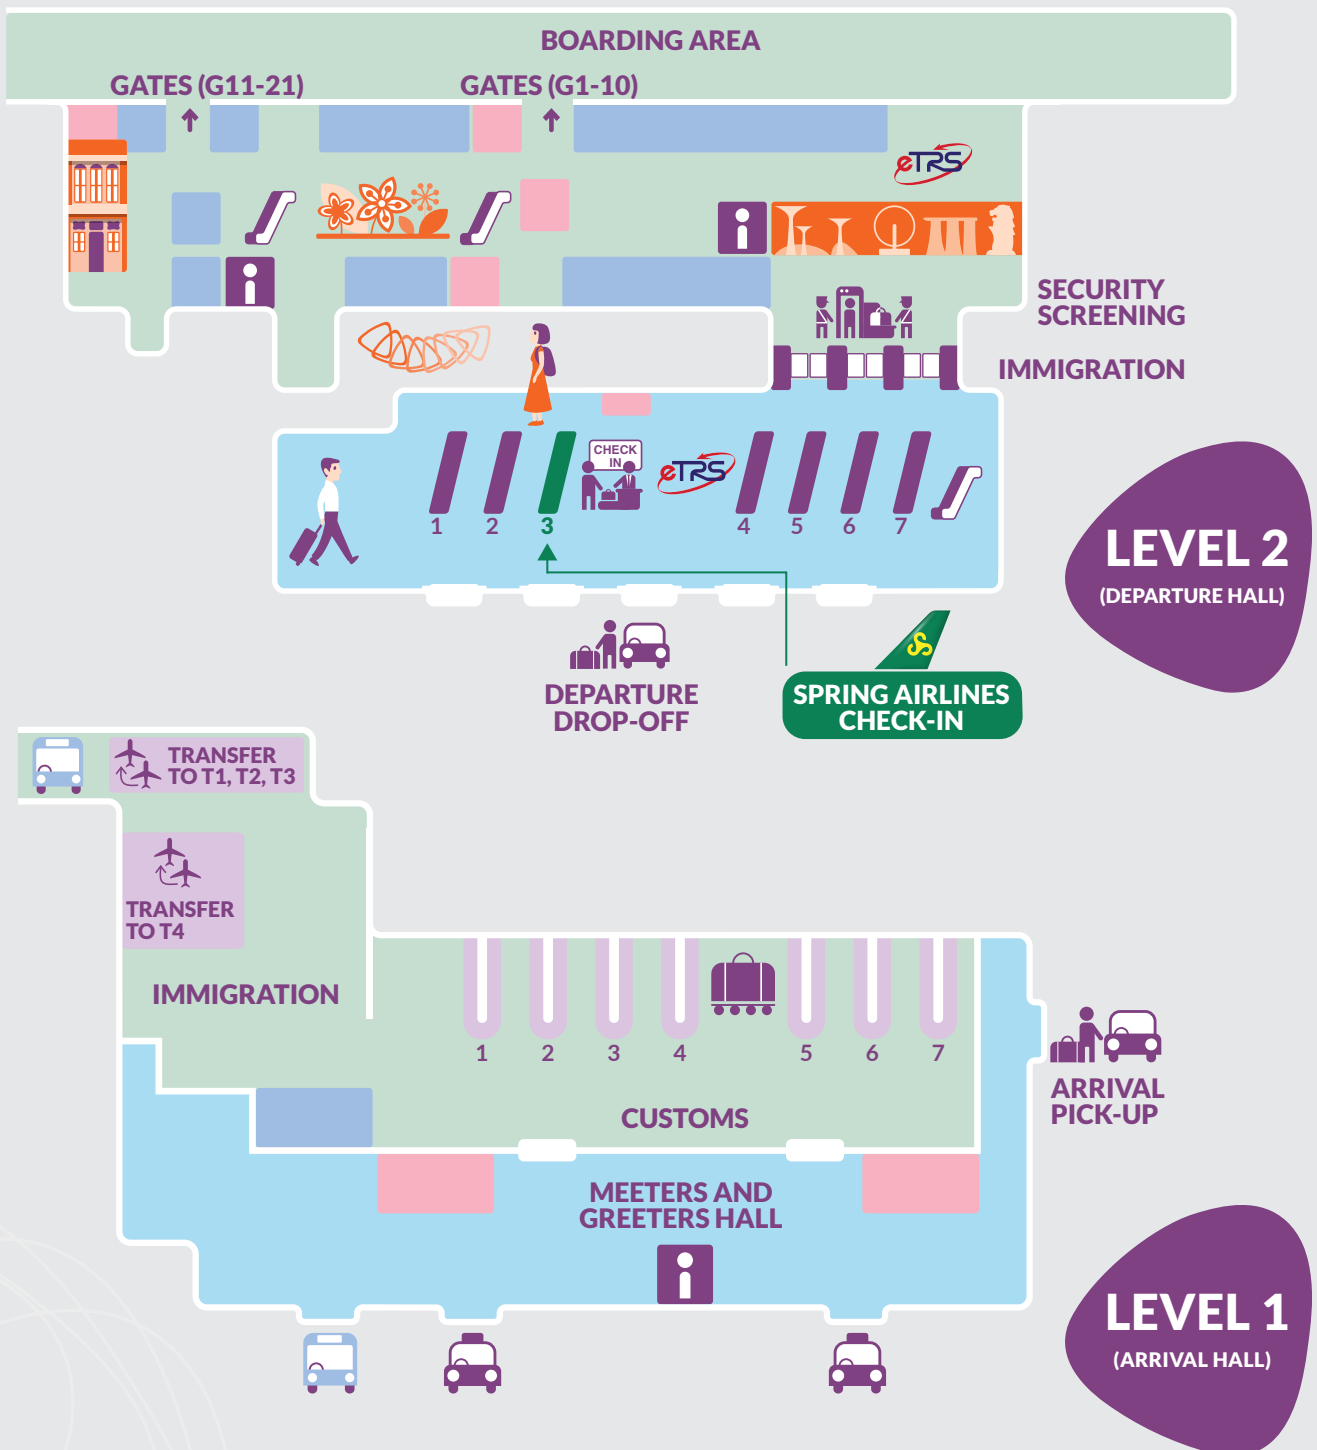 BOARDING AREA
GATES (G11-21)
GATES (G1-10)
eTRS
SECURITY
SCREENING
IMMIGRATION
CHECK
IN
eTRS
1
2
3
4
5
6
7
LEVEL 2
(DEPARTURE HALL)
DEPARTURE
DROP-OFF
SPRING AIRLINES
CHECK-IN
TRANSFER
TO T1, T2, T3
TRANSFER
TO T4
IMMIGRATION
1
2
3
4
5
6
7
CUSTOMS
ARRIVAL
PICK-UP
MEETERS AND
GREETERS HALL
LEVEL 1
(ARRIVAL HALL)